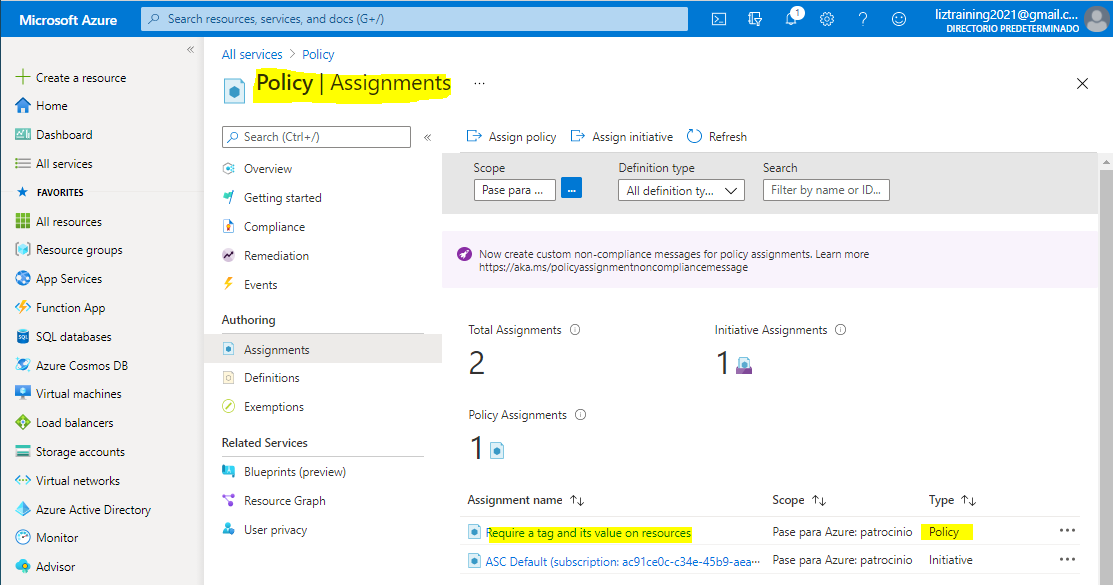 Microsoft Azure
Search resources, services, and docs (G+/)
1
liztraining2021@gmail.c...
DIRECTORIO PREDETERMINADO
Create a resource
Home
Dashboard
All services
FAVORITES
All resources
Resource groups
App Services
Function App
SQL databases
Azure Cosmos DB
Virtual machines
Load balancers
Storage accounts
Virtual networks
Azure Active Directory
Monitor
Advisor
All services > Policy
Policy | Assignments
...
Search (Ctrl+/)
Overview
Getting started
Compliance
Remediation
Events
Authoring
Assignments
Definitions
Exemptions
Related Services
Blueprints (preview)
Resource Graph
User privacy
Assign policy Assign initiative Refresh
Scope Definition type Search
Pase para ... ... All definition ty... Filter by name or ID...
Now create custom non-compliance messages for policy assignments. Learn more
https://aka.ms/policyassignmentnoncompliancemessage
Total Assignments Initiative Assignments
2 1
Policy Assignments
1
Assignment name Scope Type
Require a tag and its value on resources Pase para Azure: patrocinio Policy ...
ASC Default (subscription: ac91ce0c-c34e-45b9-aea... Pase para Azure: patrocinio Initiative ...